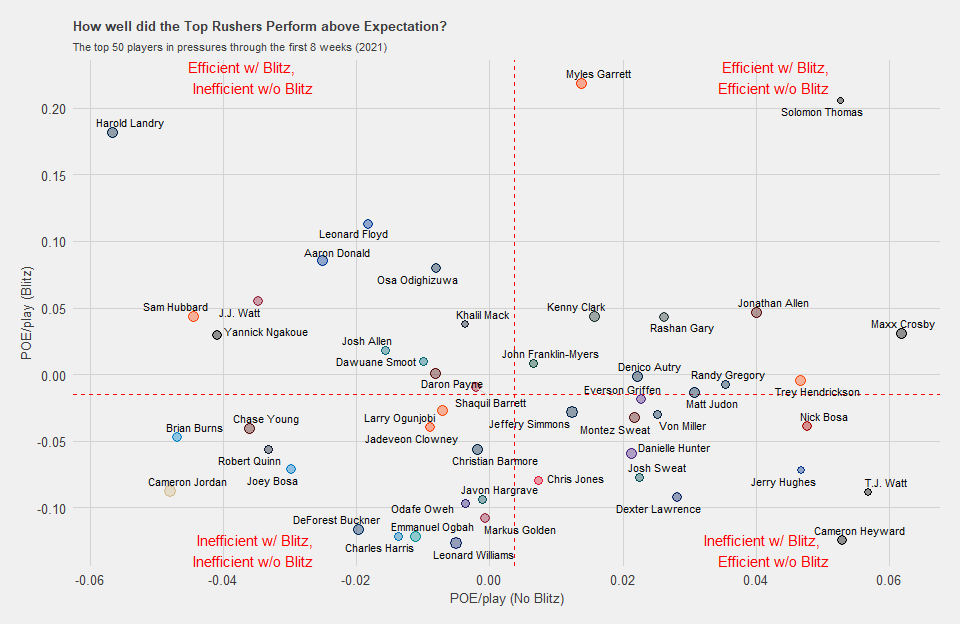 How well did the Top Rushers Perform above Expectation?
The top 50 players in pressures through the first 8 weeks (2021)
Efficient w/ Blitz,
Inefficient w/o Blitz
Efficient w/ Blitz,
Efficient w/o Blitz
Myles Garrett
Solomon Thomas
Harold Landry
Leonard Floyd
Aaron Donald
Osa Odighizuwa
Sam Hubbard
J.J. Watt
Yannick Ngakoue
Khalil Mack
Kenny Clark
Rashan Gary
Jonathan Allen
Maxx Crosby
Josh Allen
Dawuane Smoot
John Franklin-Myers
Daron Payne
Denico Autry
Randy Gregory
Everson Griffen
Trey Hendrickson
Shaquil Barrett
Matt Judon
Larry Ogunjobi
Jeffery Simmons
Montez Sweat
Von Miller
Nick Bosa
Chase Young
Brian Burns
Jadeveon Clowney
Robert Quinn
Christian Barmore
Danielle Hunter
Josh Sweat
Joey Bosa
Cameron Jordan
Chris Jones
Jerry Hughes
T.J. Watt
Javon Hargrave
Odafe Oweh
Dexter Lawrence
DeForest Buckner
Emmanuel Ogbah
Markus Golden
Cameron Heyward
Charles Harris
Leonard Williams
Inefficient w/ Blitz,
Inefficient w/o Blitz
Inefficient w/ Blitz,
Efficient w/o Blitz
0.20
0.15
0.10
0.05
0.00
-0.05
-0.10
POE/play (Blitz)
-0.06
-0.04
-0.02
0.00
0.02
0.04
0.06
POE/play (No Blitz)